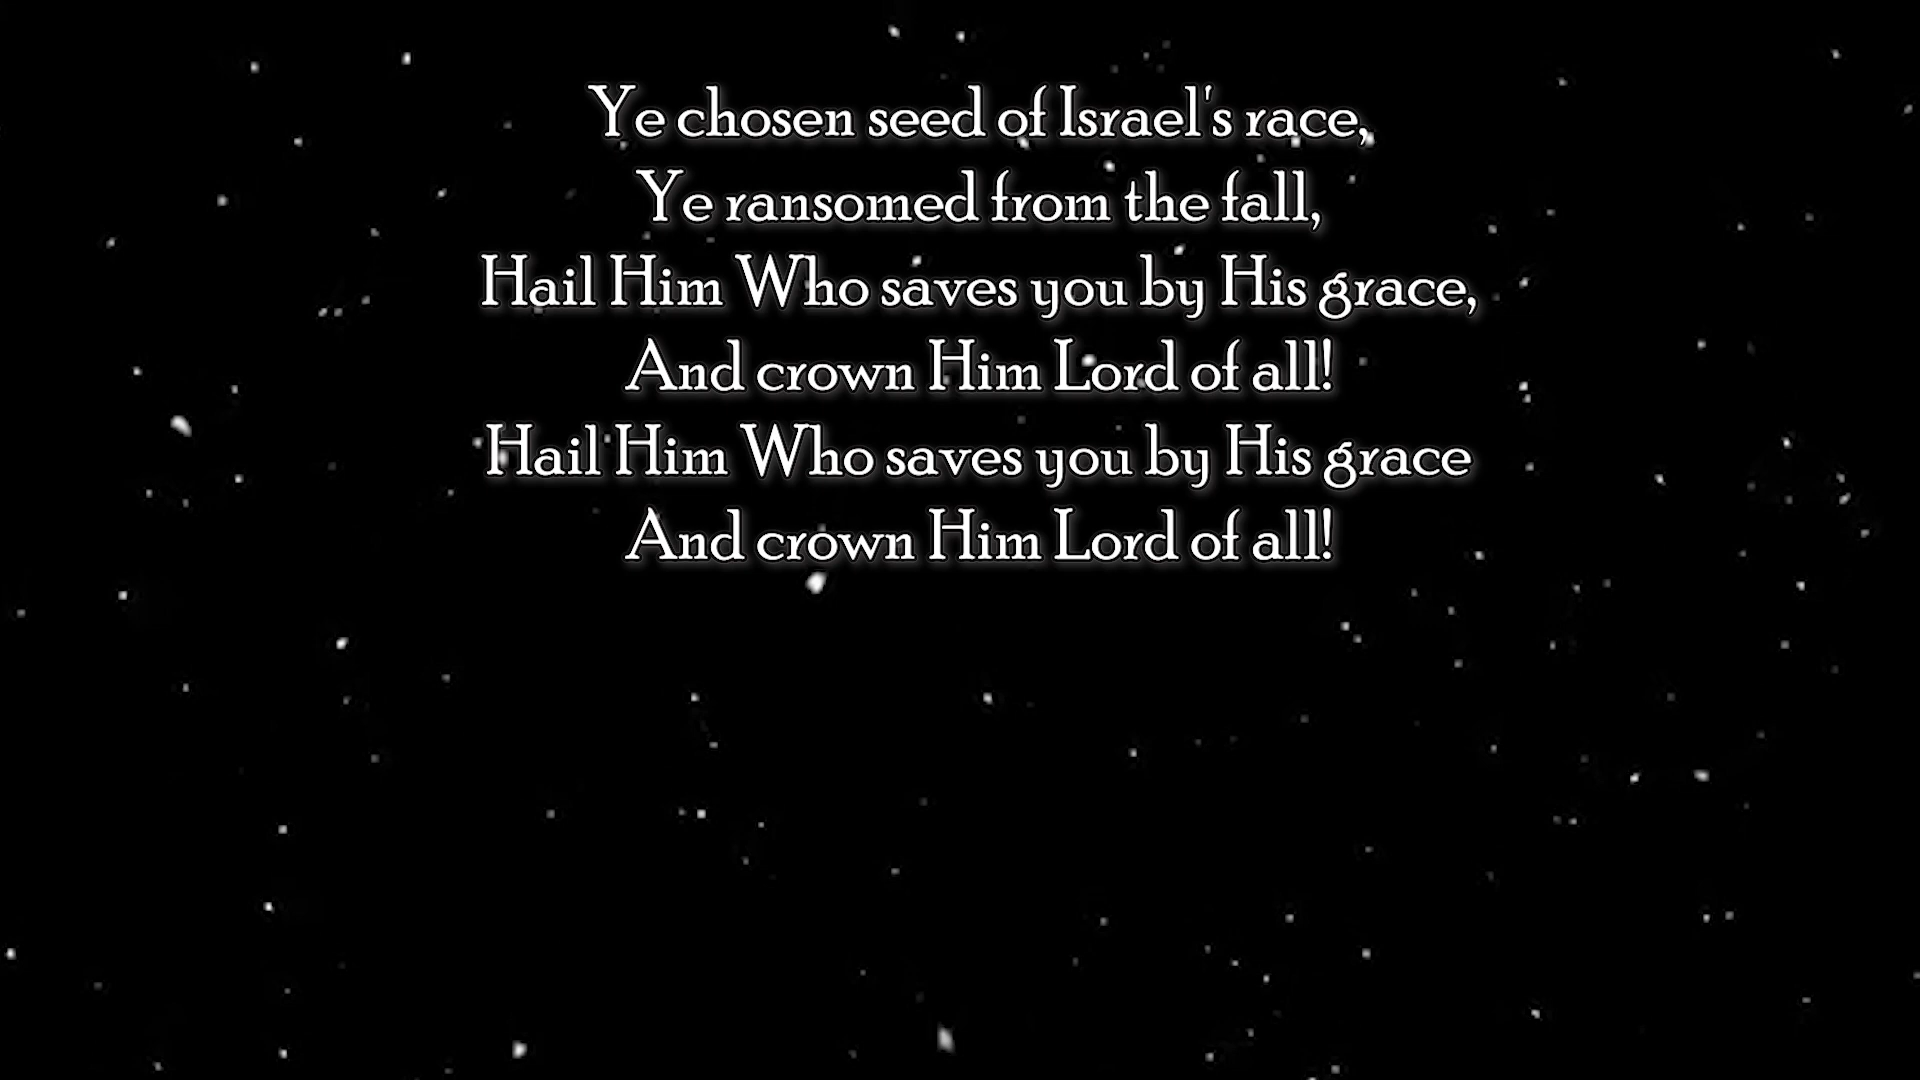 Ye chosen seed of Israel's race,
Ye ransomed from the fall,
Hail Him Who saves you by His grace,
And crown Him Lord of all!
Hail Him Who saves you by His grace
And crown Him Lord of all!